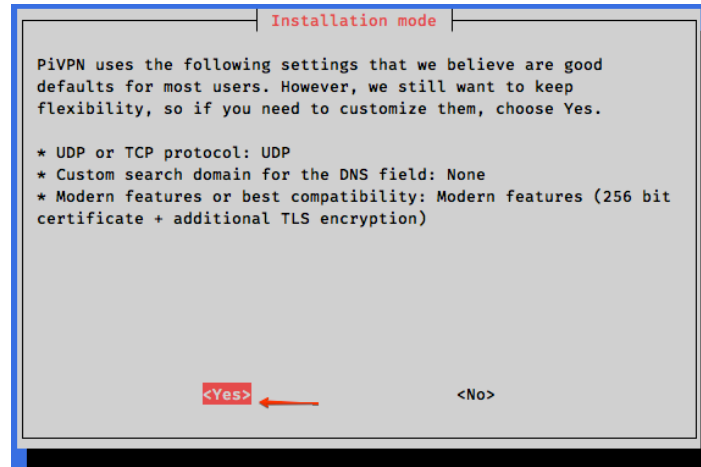 Installation mode
PiVPN uses the following settings that we believe are good
defaults for most users. However, we still want to keep
flexibility, so if you need to customize them, choose Yes.
* UDP or TCP protocol: UDP
* Custom search domain for the DNS field: None
* Modern features or best compatibility: Modern features (256 bit
certificate + additional TLS encryption)
<Yes> <No>